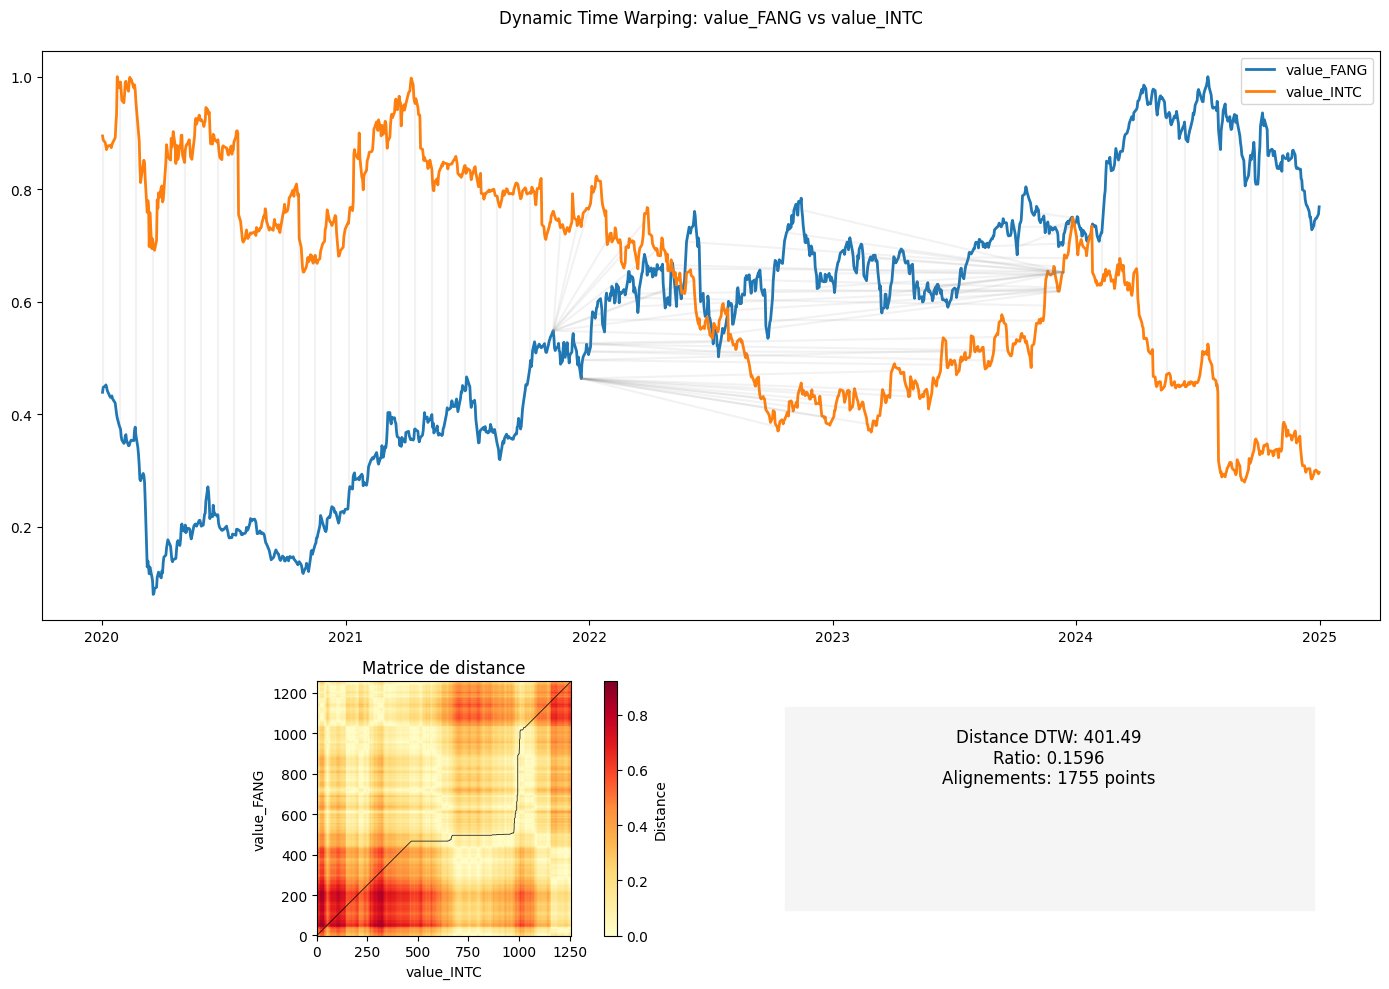 Dynamic Time Warping: value_FANG vs value_INTC
value_FANG
value_INTC
1.0
0.8
0.6
0.4
0.2
2020 2021 2022 2023 2024 2025
Matrice de distance
1200
1000
800
600
400
200
0
value_FANG
0 250 500 750 1000 1250
value_INTC
0.8
0.6
0.4
0.2
0.0
Distance
Distance DTW: 401.49
Ratio: 0.1596
Alignements: 1755 points